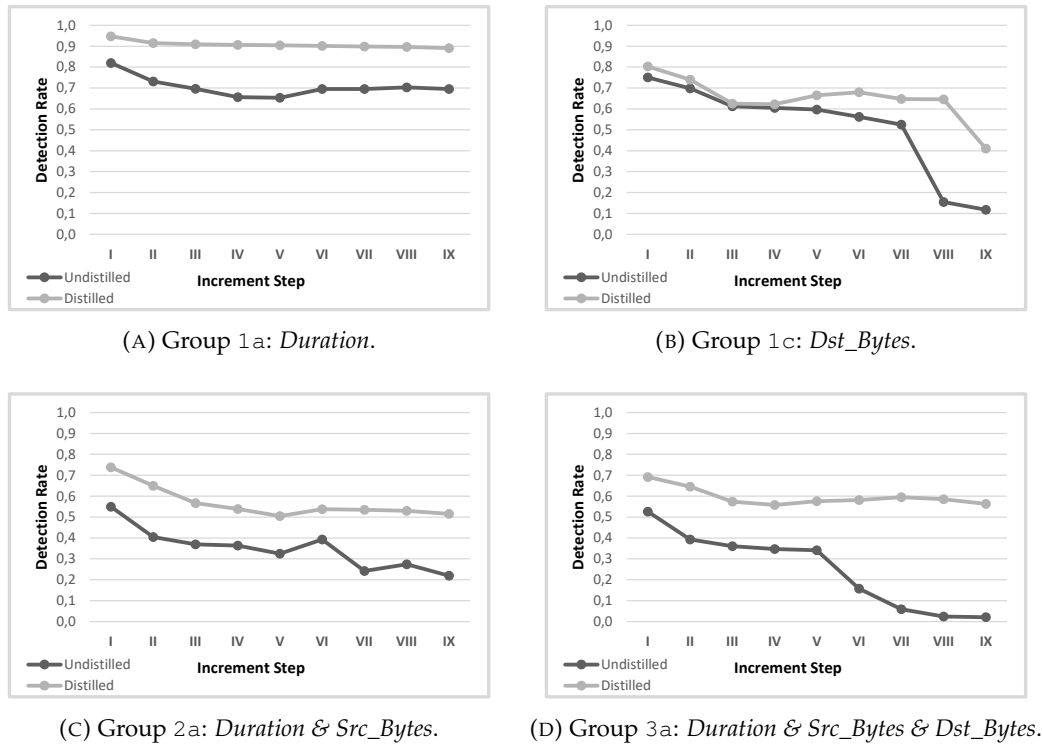 1,0
0,9
0,8
0,7
0,6
0,5
0,4
0,3
0,2
0,1
0,0
Detection Rate
I II III IV V VI VII VIII IX
Increment Step
Undistilled
Distilled
(A) Group 1a: Duration.
1,0
0,9
0,8
0,7
0,6
0,5
0,4
0,3
0,2
0,1
0,0
Detection Rate
I II III IV V VI VII VIII IX
Increment Step
Undistilled
Distilled
(B) Group 1c: Dst_Bytes.
1,0
0,9
0,8
0,7
0,6
0,5
0,4
0,3
0,2
0,1
0,0
Detection Rate
I II III IV V VI VII VIII IX
Increment Step
Undistilled
Distilled
(C) Group 2a: Duration & Src_Bytes.
1,0
0,9
0,8
0,7
0,6
0,5
0,4
0,3
0,2
0,1
0,0
Detection Rate
I II III IV V VI VII VIII IX
Increment Step
Undistilled
Distilled
(D) Group 3a: Duration & Src_Bytes & Dst_Bytes.